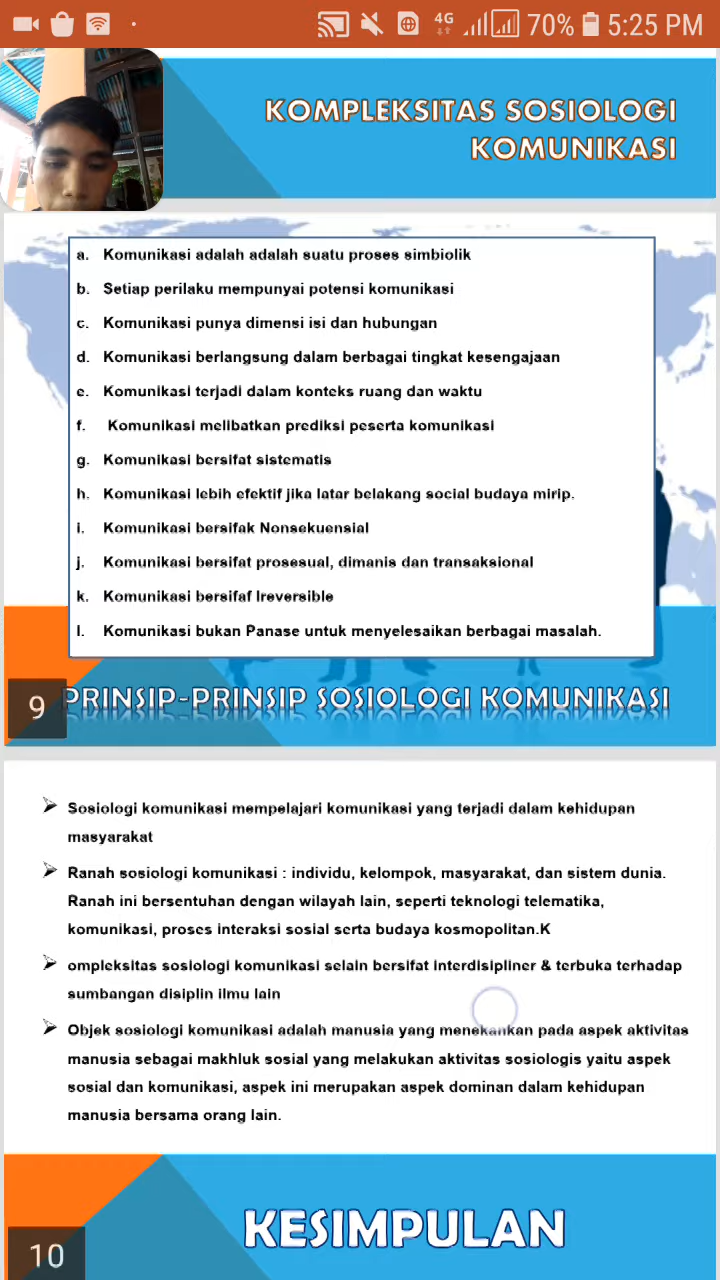 4G 70% 5:25 PM
KOMPLEKSITAS SOSIOLOGI
KOMUNIKASI
a. Komunikasi adalah adalah suatu proses simbiolik
b. Setiap perilaku mempunyai potensi komunikasi
c. Komunikasi punya dimensi isi dan hubungan
d. Komunikasi berlangsung dalam berbagai tingkat kesengajaan
e. Komunikasi terjadi dalam konteks ruang dan waktu
f. Komunikasi melibatkan prediksi peserta komunikasi
g. Komunikasi bersifat sistematis
h. Komunikasi lebih efektif jika latar belakang social budaya mirip.
i. Komunikasi bersifak Nonsekuensial
j. Komunikasi bersifat prosesual, dimanis dan transaksional
k. Komunikasi bersifaf Ireversible
l. Komunikasi bukan Panase untuk menyelesaikan berbagai masalah.
9 PRINSIP-PRINSIP SOSIOLOGI KOMUNIKASI
➢ Sosiologi komunikasi mempelajari komunikasi yang terjadi dalam kehidupan
masyarakat
➢ Ranah sosiologi komunikasi : individu, kelompok, masyarakat, dan sistem dunia.
Ranah ini bersentuhan dengan wilayah lain, seperti teknologi telematika,
komunikasi, proses interaksi sosial serta budaya kosmopolitan.K
➢ ompleksitas sosiologi komunikasi selain bersifat interdisipliner & terbuka terhadap
sumbangan disiplin ilmu lain
➢ Objek sosiologi komunikasi adalah manusia yang menekankan pada aspek aktivitas
manusia sebagai makhluk sosial yang melakukan aktivitas sosiologis yaitu aspek
sosial dan komunikasi, aspek ini merupakan aspek dominan dalam kehidupan
manusia bersama orang lain.
KESIMPULAN
10